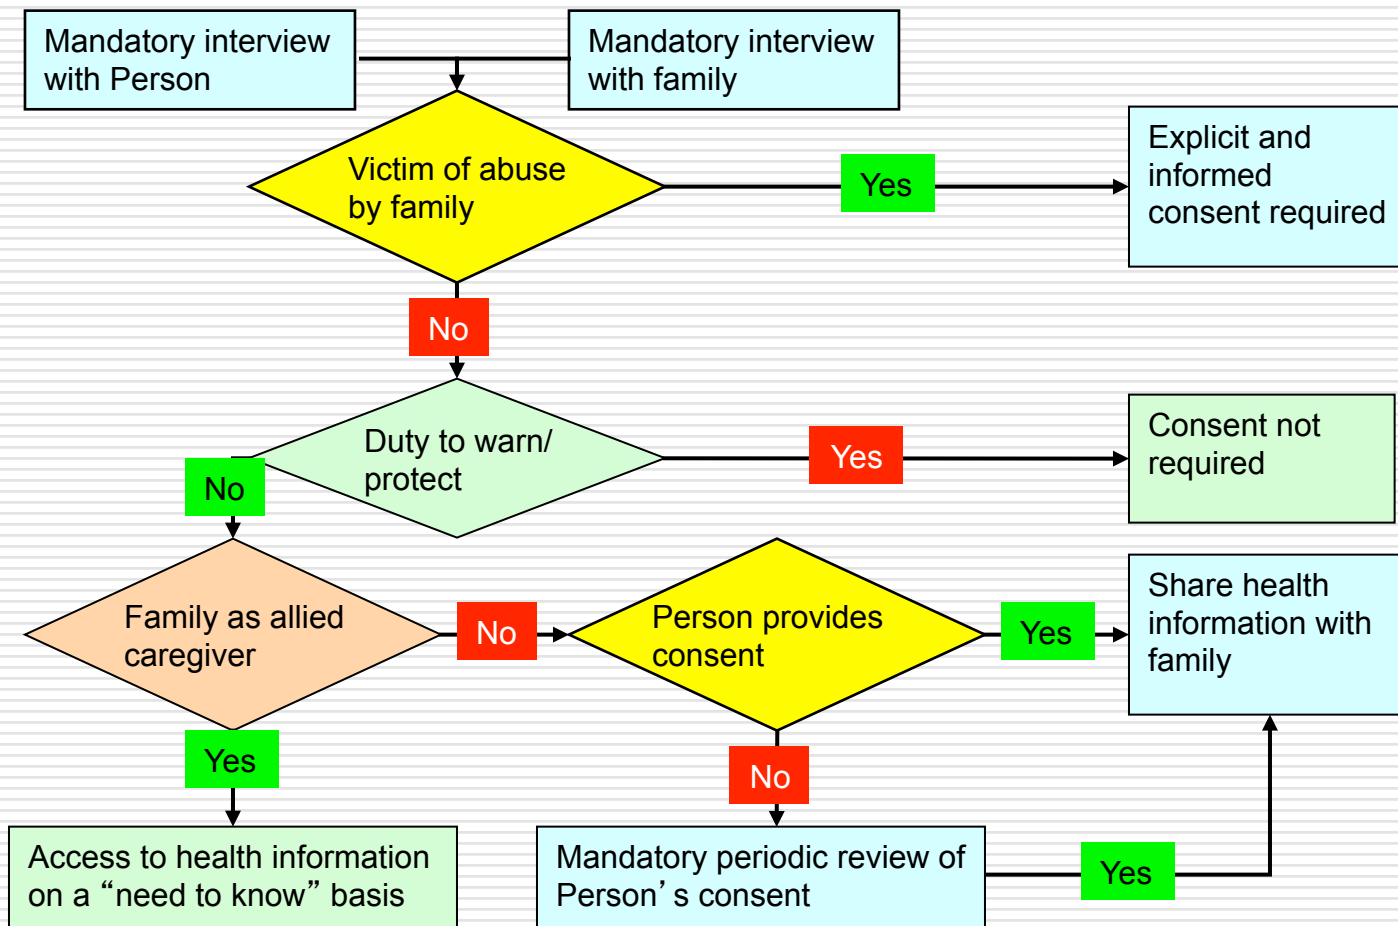 Mandatory interview
with Person
Mandatory interview
with family
Victim of abuse
by family
Yes
Explicit and
informed
consent required
No
Duty to warn/
protect
Yes
Consent not
required
No
Family as allied
caregiver
No
Person provides
consent
Yes
Share health
information with
family
Yes
No
Access to health information
on a “need to know” basis
Mandatory periodic review of
Person’s consent
Yes